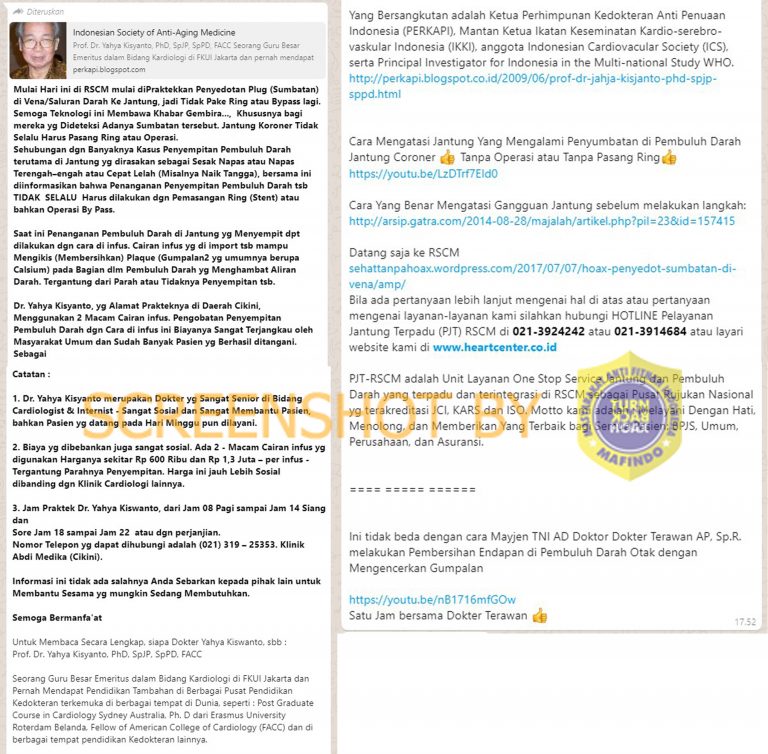 Diteruskan
Indonesian Society of Anti-Aging Medicine
Prof. Dr. Yahya Kisyanto, PhD, SpJP, SpPD, FACC Seorang Guru Besar
Emeritus dalam Bidang Kardiologi di FKUI Jakarta dan pernah mendapat
perkapi.blogspot.com
Mulai Hari ini di RSCM mulai diPraktekkan Penyedotan Plug (Sumbatan)
di Vena/Saluran Darah Ke Jantung, jadi Tidak Pake Ring atau Bypass lagi.
Semoga Teknologi ini Membawa Khabar Gembira..., Khususnya bagi
mereka yg Dideteksi Adanya Sumbatan tersebut. Jantung Koroner Tidak
Selalu Harus Pasang Ring atau Operasi.
Sehubungan dgn Banyaknya Kasus Penyempitan Pembuluh Darah
terutama di Jantung yg dirasakan sebagai Sesak Napas atau Napas
Terengah–engah atau Cepat Lelah (Misalnya Naik Tangga), bersama ini
diinformasikan bahwa Penanganan Penyempitan Pembuluh Darah tsb
TIDAK SELALU Harus dilakukan dgn Pemasangan Ring (Stent) atau
bahkan Operasi By Pass.
Saat ini Penanganan Pembuluh Darah di Jantung yg Menyempit dpt
dilakukan dgn cara di infus. Cairan infus yg di import tsb mampu
Mengikis (Membersihkan) Plaque (Gumpalan2 yg umumnya berupa
Calsium) pada Bagian dlm Pembuluh Darah yg Menghambat Aliran
Darah. Tergantung dari Parah atau Tidaknya Penyempitan tsb.
Dr. Yahya Kisyanto, yg Alamat Prakteknya di Daerah Cikini,
Menggunakan 2 Macam Cairan infus. Pengobatan Penyempitan
Pembuluh Darah dgn Cara di infus ini Biayanya Sangat Terjangkau oleh
Masyarakat Umum dan Sudah Banyak Pasien yg Berhasil ditangani.
Sebagai
Catatan :
1. Dr. Yahya Kisyanto merupakan Dokter yg Sangat Senior di Bidang
Cardiologist & Internist - Sangat Sosial dan Sangat Membantu Pasien,
bahkan Pasien yg datang pada Hari Minggu pun dilayani.
2. Biaya yg dibebankan juga sangat sosial. Ada 2 - Macam Cairan infus yg
digunakan Harganya sekitar Rp 600 Ribu dan Rp 1,3 Juta – per infus -
Tergantung Parahnya Penyempitan. Harga ini jauh Lebih Sosial
dibanding dgn Klinik Cardiologi lainnya.
3. Jam Praktek Dr. Yahya Kisyanto, dari Jam 08 Pagi sampai Jam 14 Siang
dan
Sore Jam 18 sampai Jam 22 atau dgn perjanjian.
Nomor Telepon yg dapat dihubungi adalah (021) 319 – 25353. Klinik
Abdi Medika (Cikini).
Informasi ini tidak ada salahnya Anda Sebarkan kepada pihak lain untuk
Membantu Sesama yg mungkin Sedang Membutuhkan.
Semoga Bermanfa'at
Untuk Membaca Secara Lengkap, siapa Dokter Yahya Kiswanto, sbb :
Prof. Dr. Yahya Kisyanto, PhD, SpJP, SpPD, FACC
Seorang Guru Besar Emeritus dalam Bidang Kardiologi di FKUI Jakarta dan
Pernah Mendapat Pendidikan Tambahan di Berbagai Pusat Pendidikan
Kedokteran terkemuka di berbagai tempat di Dunia, seperti : Post Graduate
Course in Cardiology Sydney Australia, Ph. D dari Erasmus University
Roterdam Belanda, Fellow of American College of Cardiology (FACC) dan di
berbagai tempat pendidikan Kedokteran lainnya.
Yang Bersangkutan adalah Ketua Perhimpunan Kedokteran Anti Penuaan
Indonesia (PERKAPI), Mantan Ketua Ikatan Keseminatan Kardio-serebro-
vaskular Indonesia (IKKI), anggota Indonesian Cardiovacular Society (ICS),
serta Principal Investigator for Indonesia in the Multi-national Study WHO.
http://perkapi.blogspot.co.id/2009/06/prof-dr-jahja-kisjanto-phd-spjp-
sppd.html
Cara Mengatasi Jantung Yang Mengalami Penyumbatan di Pembuluh Darah
Jantung Coroner 👍 Tanpa Operasi atau Tanpa Pasang Ring👍
https://youtu.be/LzDTrf7Eld0
Cara Yang Benar Mengatasi Gangguan Jantung sebelum melakukan langkah:
http://arsip.gatra.com/2014-08-28/majalah/artikel.php?pil=23&id=157415
Datang saja ke RSCM
sehattanpahoax.wordpress.com/2017/07/07/hoax-penyedot-sumbatan-di-
vena/amp/
Bila ada pertanyaan lebih lanjut mengenai hal di atas atau pertanyaan
mengenai layanan-layanan kami silahkan hubungi HOTLINE Pelayanan
Jantung Terpadu (PJT) RSCM di 021-3924242 atau 021-3914684 atau layari
website kami di www.heartcenter.co.id
PJT-RSCM adalah Unit Layanan One Stop Service Jantung dan Pembuluh
Darah yang terpadu dan terintegrasi di RSCM sebagai Pusat Rujukan Nasional
yg terakreditasi JCI, KARS dan ISO. Motto kami adalah Melayani Dengan Hati,
Menolong, dan Memberikan Yang Terbaik bagi Semua Pasien: BPJS, Umum,
Perusahaan, dan Asuransi.
==== ===== ======
Ini tidak beda dengan cara Mayjen TNI AD Doktor Dokter Terawan AP, Sp.R.
melakukan Pembersihan Endapan di Pembuluh Darah Otak dengan
Mengencerkan Gumpalan
https://youtu.be/nB1716mfGOw
Satu Jam bersama Dokter Terawan 👍
17.52
SCREENSHOT BY
TURN BACK HOAX
MAFINDO